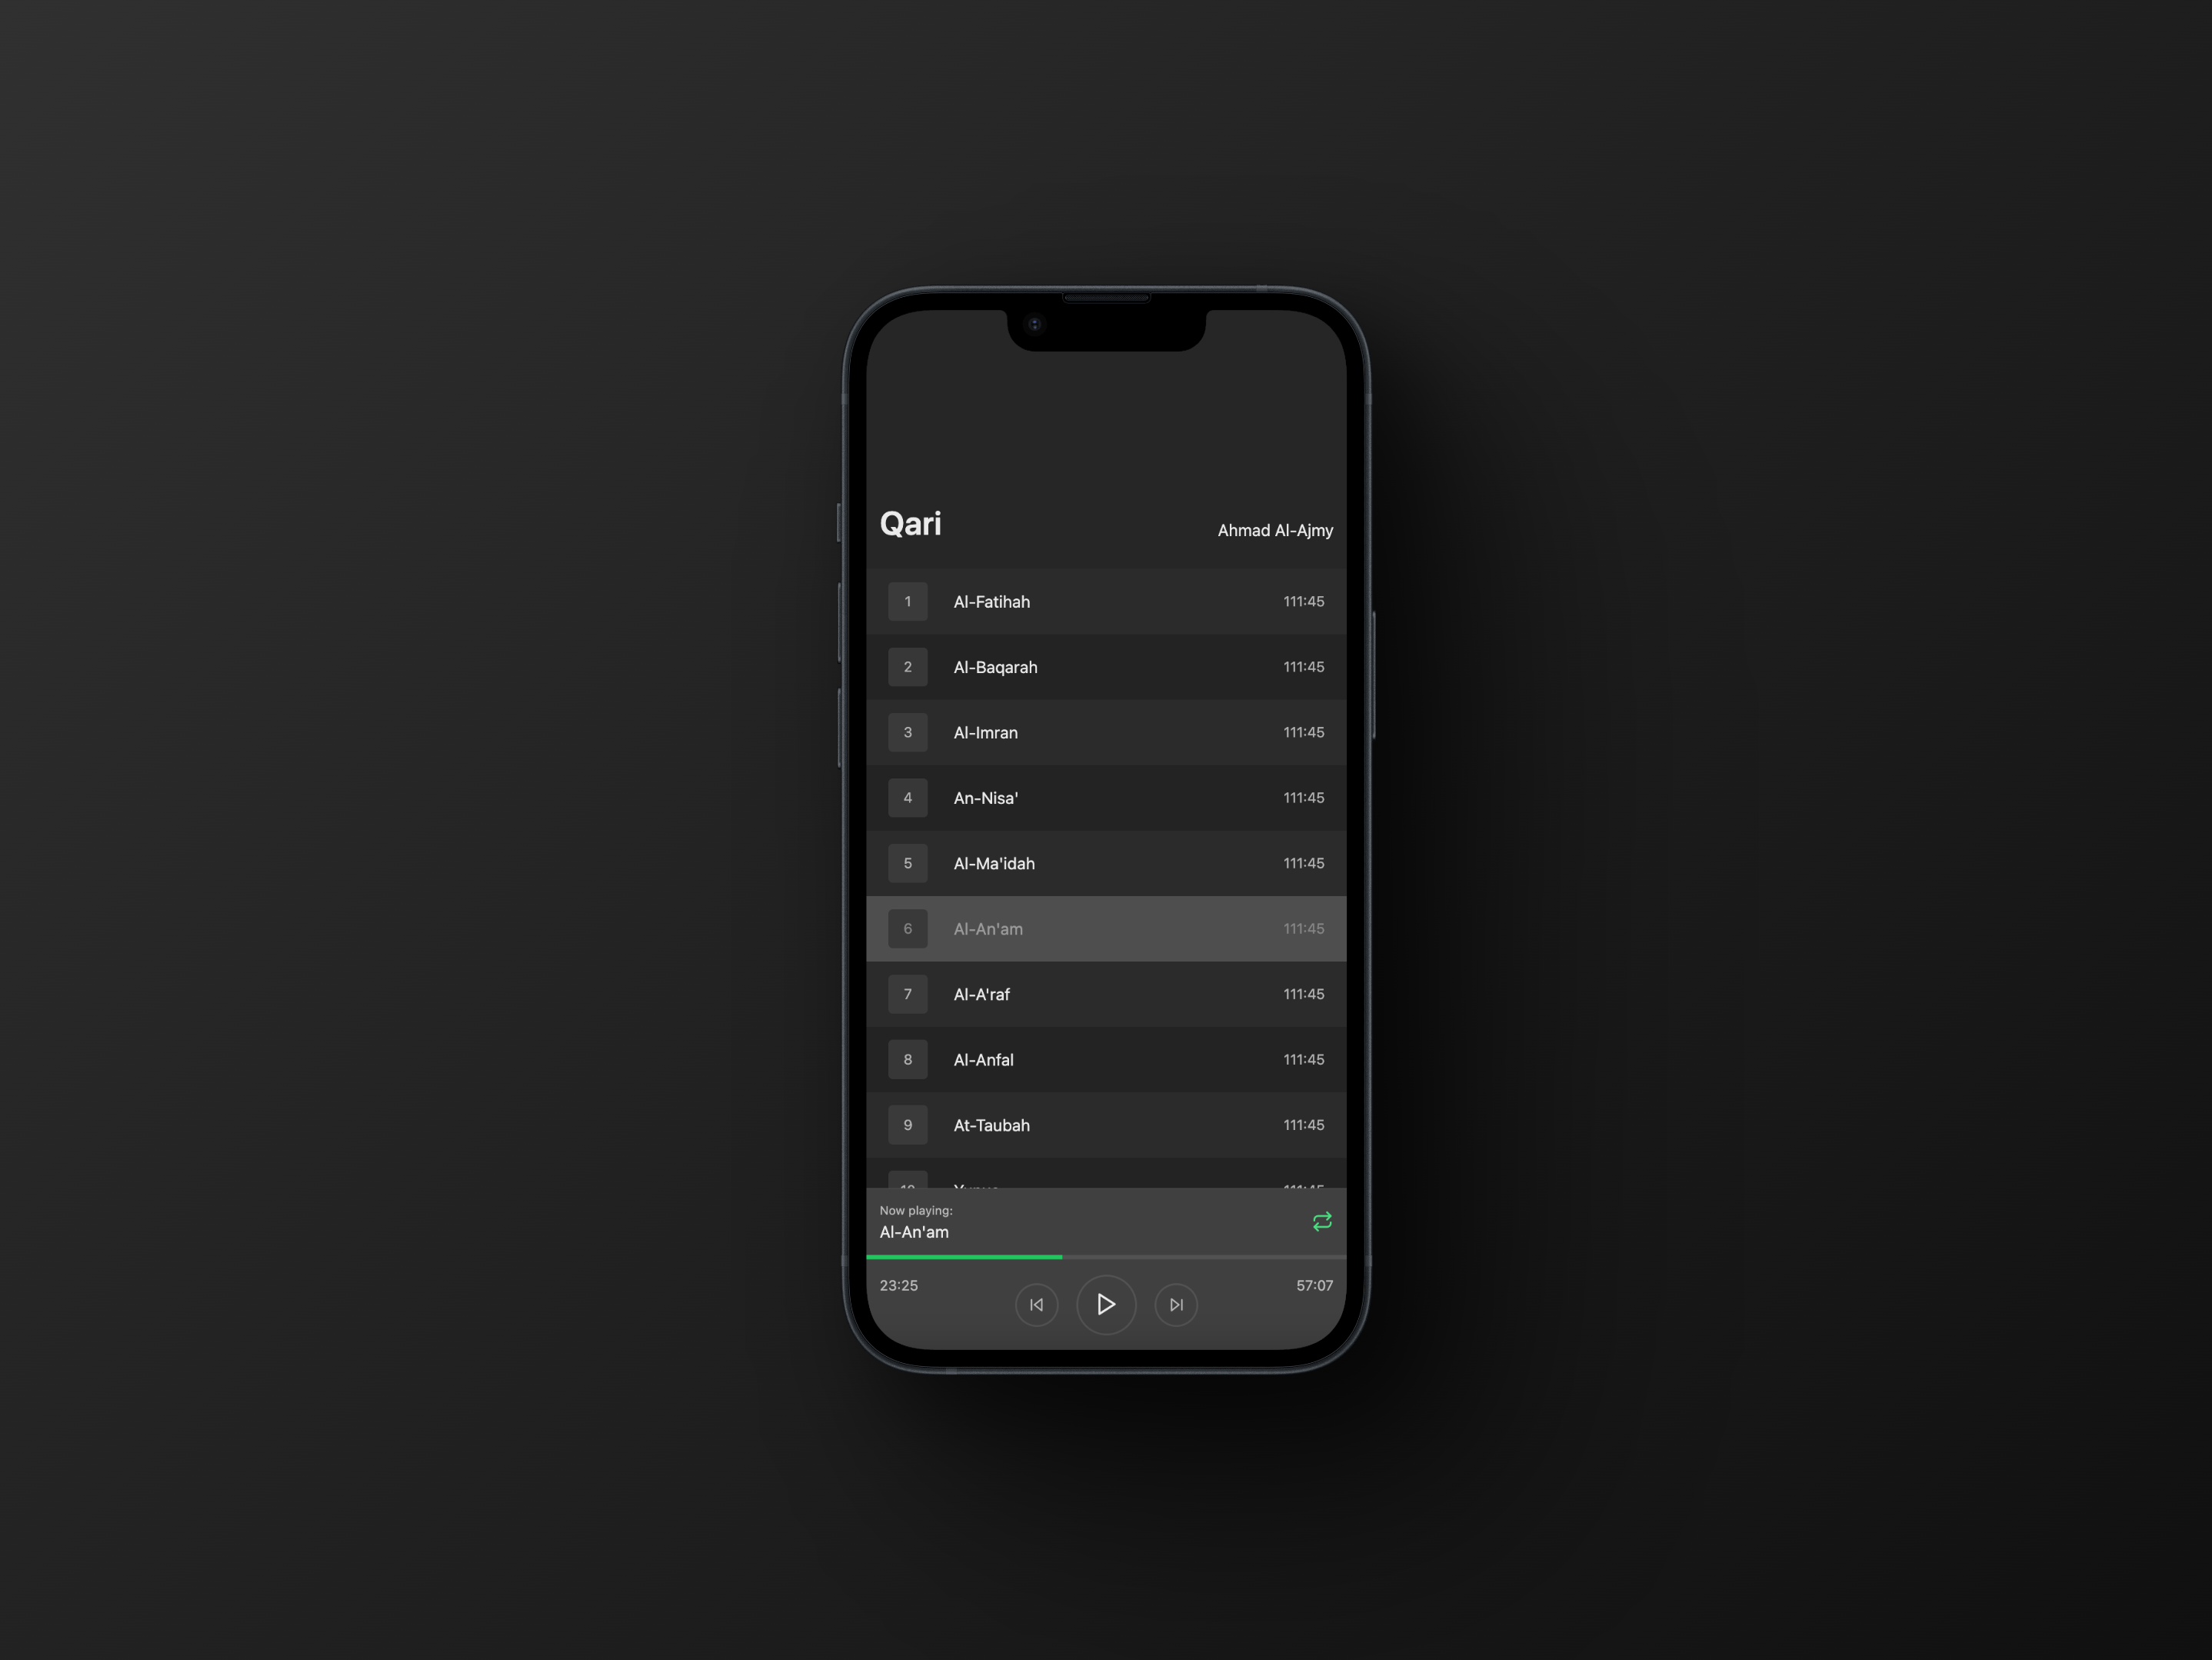 Qari
Ahmad Al-Ajmy
1 Al-Fatihah 111:45
2 Al-Baqarah 111:45
3 Al-Imran 111:45
4 An-Nisa' 111:45
5 Al-Ma'idah 111:45
6 Al-An'am 111:45
7 Al-A'raf 111:45
8 Al-Anfal 111:45
9 At-Taubah 111:45
Now playing:
Al-An'am
23:25 57:07